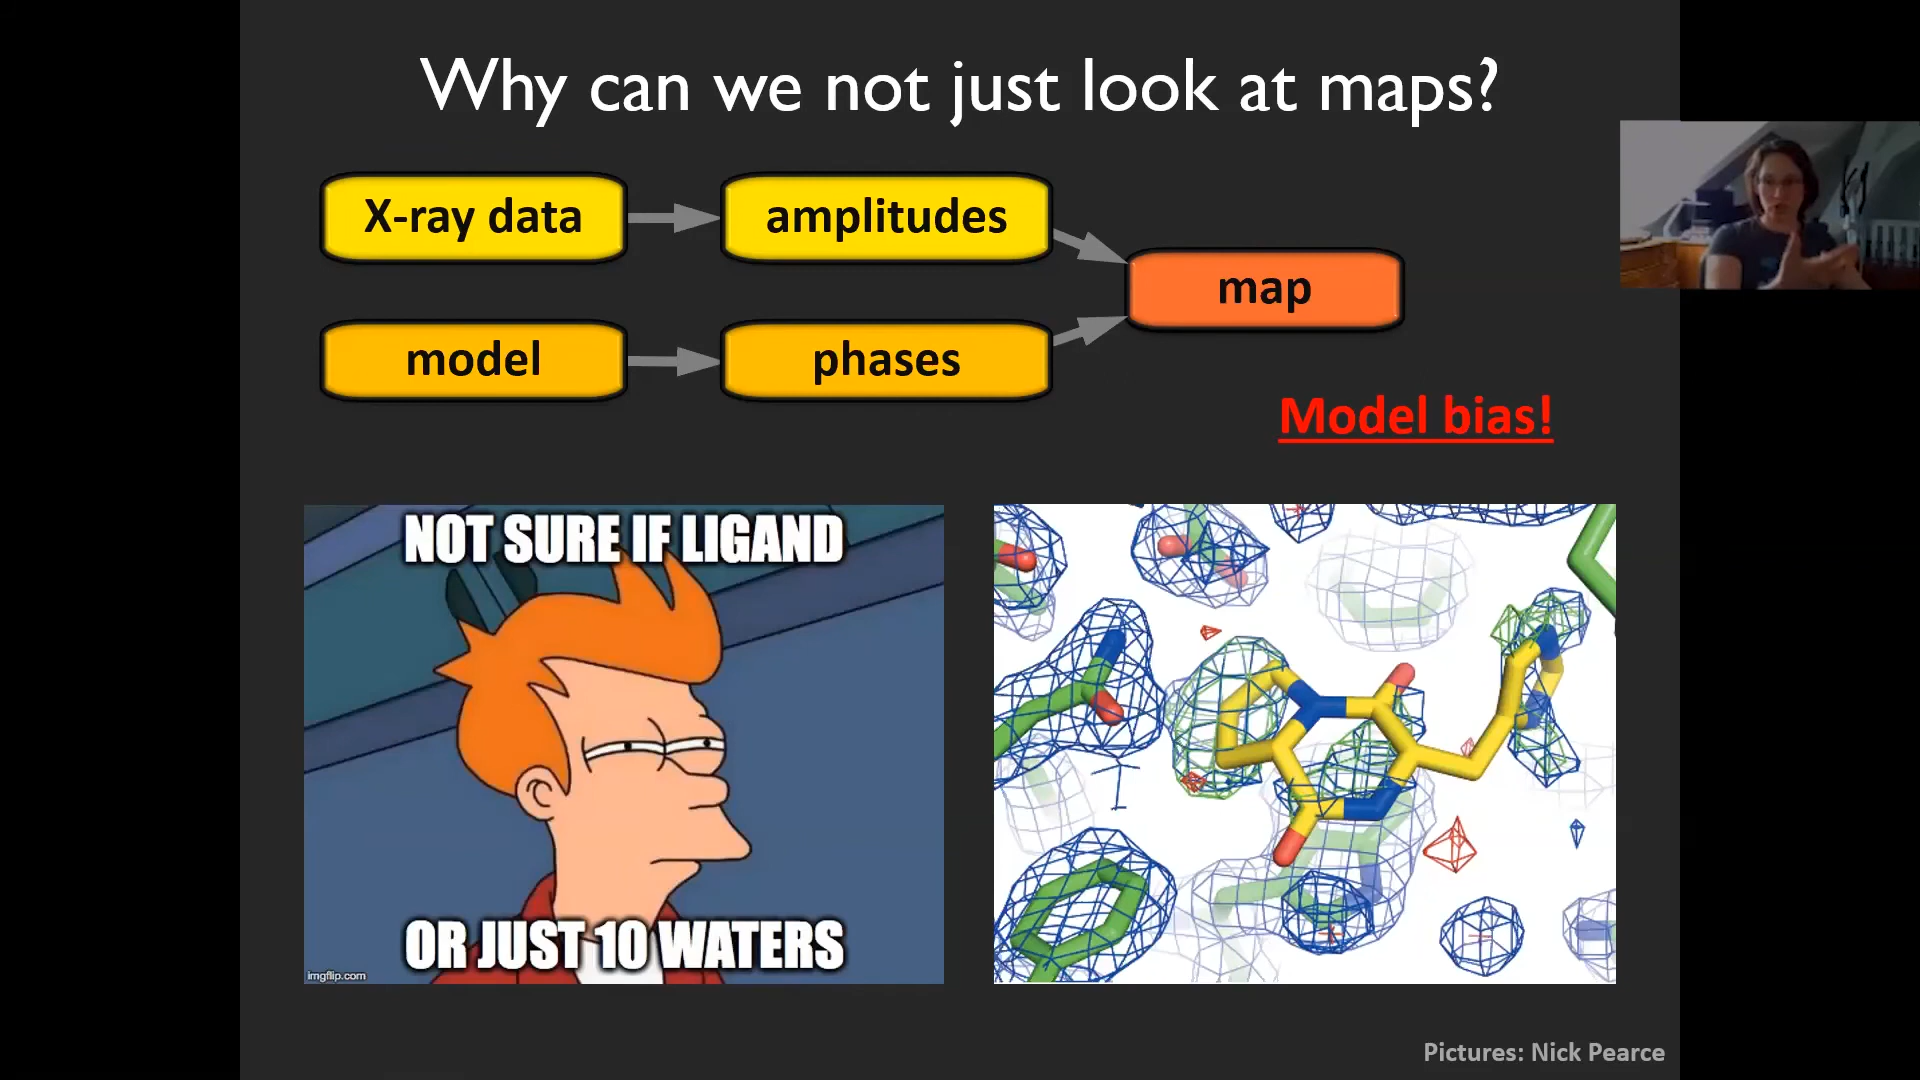 Why can we not just look at maps?
X-ray data
amplitudes
map
model
phases
Model bias!
NOT SURE IF LIGAND
OR JUST 10 WATERS
imgflip.com
Pictures: Nick Pearce